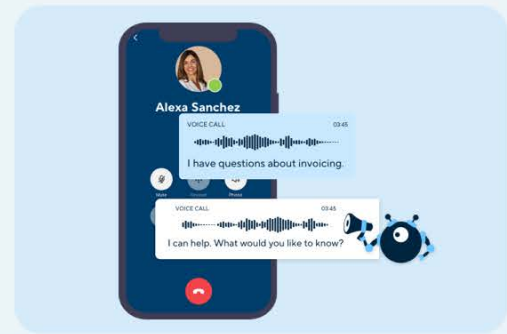 Alexa Sanchez
VOICE CALL 03:45
I have questions about invoicing.
Mute
Phone
VOICE CALL 03:45
I can help. What would you like to know?